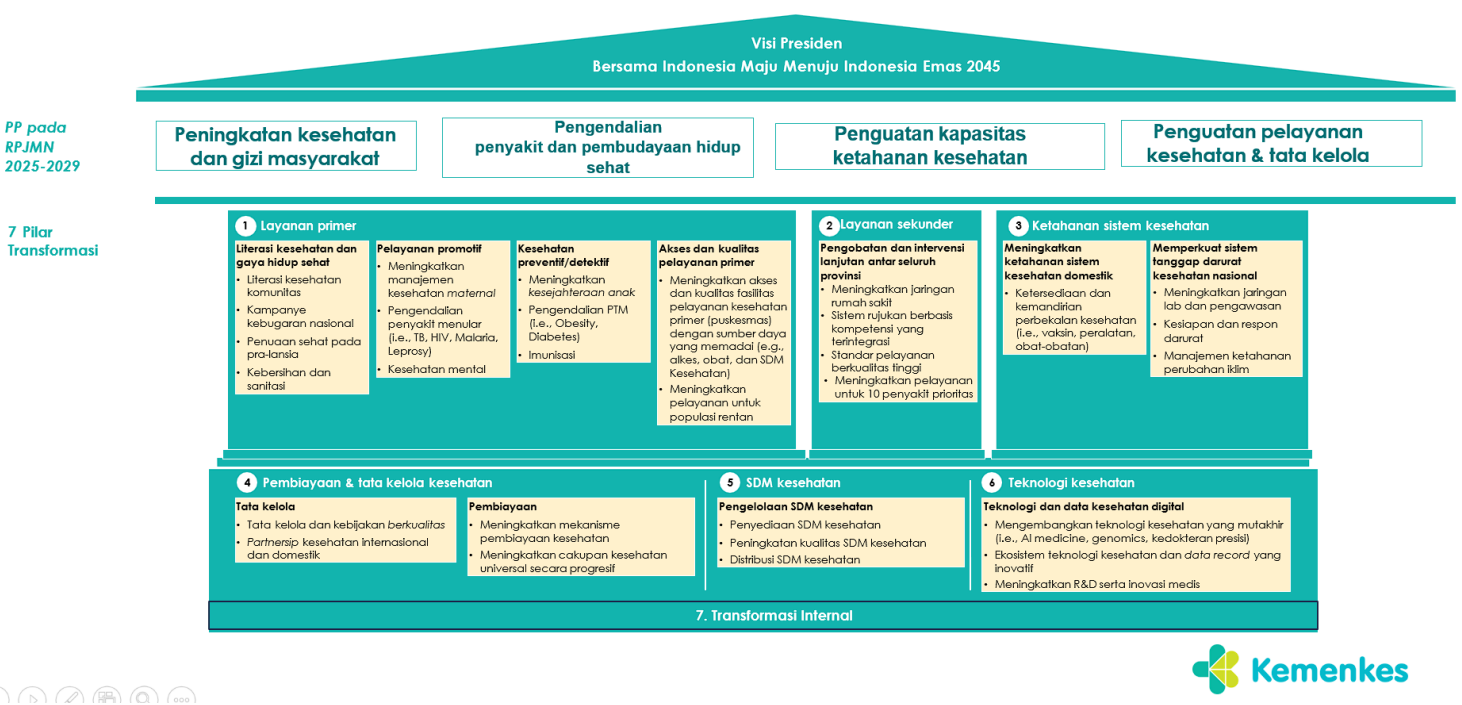 Visi Presiden
Bersama Indonesia Maju Menuju Indonesia Emas 2045
PP pada
RPJMN
2025-2029
Peningkatan kesehatan
dan gizi masyarakat
Pengendalian
penyakit dan pembudayaan hidup
sehat
Penguatan kapasitas
ketahanan kesehatan
Penguatan pelayanan
kesehatan & tata kelola
7 Pilar
Transformasi
1 Layanan primer
Literasi kesehatan dan
gaya hidup sehat
• Literasi kesehatan
komunitas
• Kampanye
kebugaran nasional
• Penuaan sehat pada
pra-lansia
• Kebersihan dan
sanitasi
Pelayanan promotif
• Meningkatkan
manajemen
kesehatan maternal
• Pengendalian
penyakit menular
(i.e., TB, HIV, Malaria,
Leprosy)
• Kesehatan mental
Kesehatan
preventif/detektif
• Meningkatkan
kesejahteraan anak
• Pengendalian PTM
(i.e., Obesity,
Diabetes)
• Imunisasi
Akses dan kualitas
pelayanan primer
• Meningkatkan akses
dan kualitas fasilitas
pelayanan kesehatan
primer (puskesmas)
dengan sumber daya
yang memadai (e.g.,
alkes, obat, dan SDM
Kesehatan)
• Meningkatkan
pelayanan untuk
populasi rentan
2 Layanan sekunder
Pengobatan dan intervensi
lanjutan antar seluruh
provinsi
• Meningkatkan jaringan
rumah sakit
• Sistem rujukan berbasis
kompetensi yang
terintegrasi
• Standar pelayanan
berkualitas tinggi
• Meningkatkan pelayanan
untuk 10 penyakit prioritas
3 Ketahanan sistem kesehatan
Meningkatkan
ketahanan sistem
kesehatan domestik
• Ketersediaan dan
kemandirian
perbekalan kesehatan
(i.e., vaksin, peralatan,
obat-obatan)
Memperkuat sistem
tanggap darurat
kesehatan nasional
• Meningkatkan jaringan
lab dan pengawasan
• Kesiapan dan respon
darurat
• Manajemen ketahanan
perubahan iklim
4 Pembiayaan & tata kelola kesehatan
Tata kelola
• Tata kelola dan kebijakan berkualitas
• Partnersip kesehatan internasional
dan domestik
Pembiayaan
• Meningkatkan mekanisme
pembiayaan kesehatan
• Meningkatkan cakupan kesehatan
universal secara progresif
5 SDM kesehatan
Pengelolaan SDM kesehatan
• Penyediaan SDM kesehatan
• Peningkatan kualitas SDM kesehatan
• Distribusi SDM kesehatan
6 Teknologi kesehatan
Teknologi dan data kesehatan digital
• Mengembangkan teknologi kesehatan yang mutakhir
(i.e., AI medicine, genomics, kedokteran presisi)
• Ekosistem teknologi kesehatan dan data record yang
inovatif
• Meningkatkan R&D serta inovasi medis
7. Transformasi Internal
Kemenkes